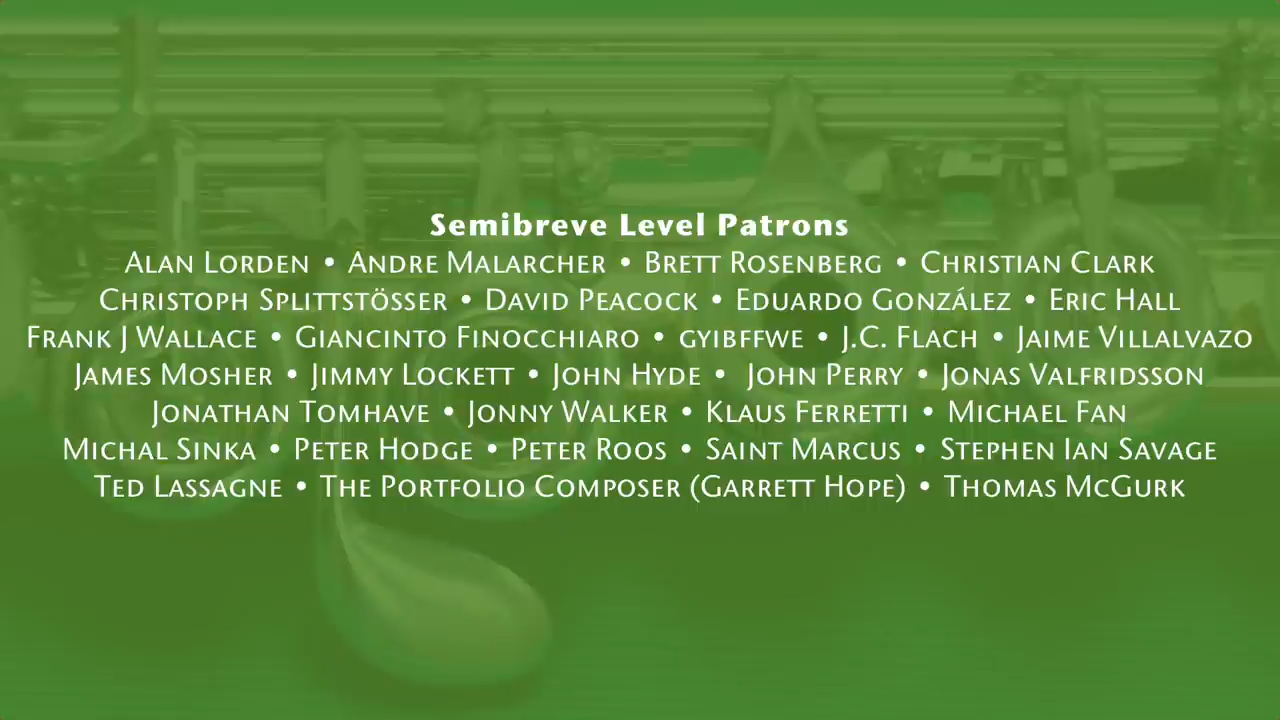 Semibreve Level Patrons
Alan Lorden • Andre Malarcher • Brett Rosenberg • Christian Clark
Christoph Splittstösser • David Peacock • Eduardo González • Eric Hall
Frank J Wallace • Giancinto Finocchiaro • gyibffwe • J.C. Flach • Jaime Villalvazo
James Mosher • Jimmy Lockett • John Hyde • John Perry • Jonas Valfridsson
Jonathan Tomhave • Jonny Walker • Klaus Ferretti • Michael Fan
Michal Sinka • Peter Hodge • Peter Roos • Saint Marcus • Stephen Ian Savage
Ted Lassagne • The Portfolio Composer (Garrett Hope) • Thomas McGurk